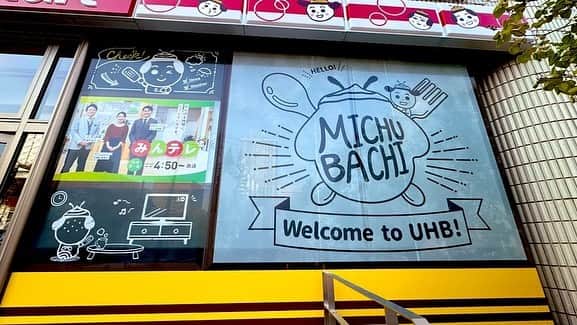 Check!
みんテレ
4:50~
HELLO!
MICHU
BACHI
Welcome to UHB!